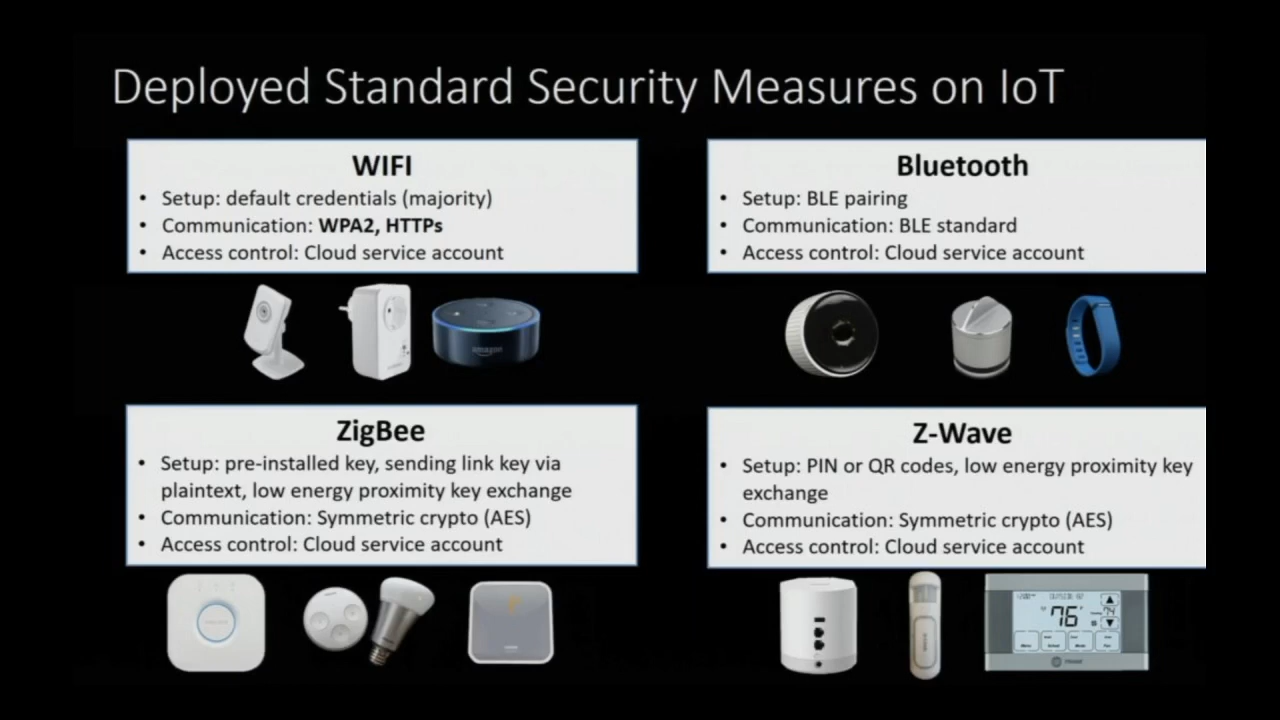 Deployed Standard Security Measures on IoT
WIFI
• Setup: default credentials (majority)
• Communication: WPA2, HTTPs
• Access control: Cloud service account
Bluetooth
• Setup: BLE pairing
• Communication: BLE standard
• Access control: Cloud service account
amazon
ZigBee
• Setup: pre-installed key, sending link key via
plaintext, low energy proximity key exchange
• Communication: Symmetric crypto (AES)
• Access control: Cloud service account
Z-Wave
• Setup: PIN or QR codes, low energy proximity key
exchange
• Communication: Symmetric crypto (AES)
• Access control: Cloud service account
76
74